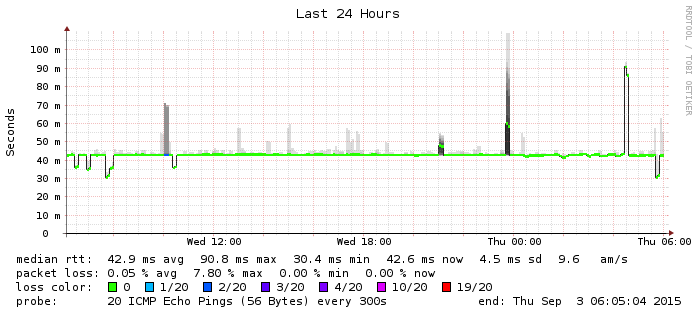 Last 24 Hours
RRDTOOL / TOBI OETIKER
Seconds
100 m
90 m
80 m
70 m
60 m
50 m
40 m
30 m
20 m
10 m
0
Wed 12:00 Wed 18:00 Thu 00:00 Thu 06:00
median rtt: 42.9 ms avg 90.8 ms max 30.4 ms min 42.6 ms now 4.5 ms sd 9.6 am/s
packet loss: 0.05 % avg 7.80 % max 0.00 % min 0.00 % now
loss color: 0 1/20 2/20 3/20 4/20 10/20 19/20
probe: 20 ICMP Echo Pings (56 Bytes) every 300s end: Thu Sep 3 06:05:04 2015